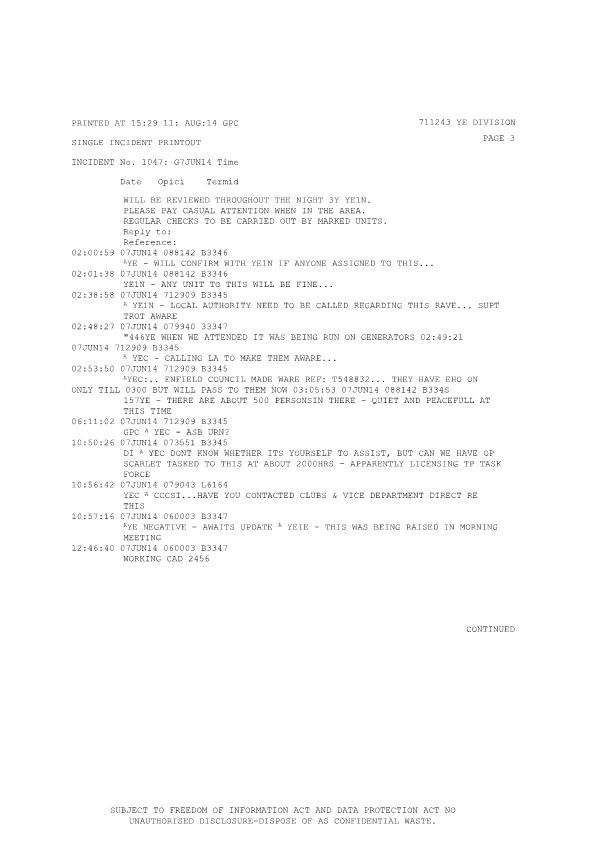 PRINTED AT 15:29 11: AUG:14 GPC
711243 YE DIVISION
PAGE 3
SINGLE INCIDENT PRINTOUT
INCIDENT No. 1047: G7JUN14 Time
Date Opici Termid
WILL BE REVIEWED THROUGHOUT THE NIGHT 3Y YE1N.
PLEASE PAY CASUAL ATTENTION WHEN IN THE AREA.
REGULAR CHECKS TO BE CARRIED OUT BY MARKED UNITS.
Reply to:
Reference:
02:00:59 07JUN14 088142 B3346
^YE - WILL CONFIRM WITH YE1N IF ANYONE ASSIGNED TO THIS...
02:01:38 07JUN14 088142 B3346
YE1N - ANY UNIT TO THIS WILL BE FINE...
02:38:58 07JUN14 712909 B3345
^ YE1N - LOCAL AUTHORITY NEED TO BE CALLED REGARDING THIS RAVE... SUPT
TROT AWARE
02:48:27 07JUN14 079940 33347
"446YE WHEN WE ATTENDED IT WAS BEING RUN ON GENERATORS 02:49:21
07JUN14 712909 B3345
^ YEC - CALLING LA TO MAKE THEM AWARE...
02:53:50 07JUN14 712909 B3345
^YEC:.. ENFIELD COUNCIL MADE WARE REF: T548832... THEY HAVE EHO ON
ONLY TILL 0300 BUT WILL PASS TO THEM NOW 03:05:53 07JUN14 088142 B334S
157YE - THERE ARE ABOUT 500 PERSONSIN THERE - QUIET AND PEACEFULL AT
THIS TIME
06:11:02 07JUN14 712909 B3345
GPC ^ YEC = ASB URN?
10:50:26 07JUN14 073551 B3345
DI ^ YEC DONT KNOW WHETHER ITS YOURSELF TO ASSIST, BUT CAN WE HAVE OP
SCARLET TASKED TO THIS AT ABOUT 2000HRS - APPARENTLY LICENSING TP TASK
FORCE
10:56:42 07JUN14 079043 L6164
YEC ^ CCCSI...HAVE YOU CONTACTED CLUBS & VICE DEPARTMENT DIRECT RE
THIS
10:57:16 07JUN14 060003 B3347
^YE NEGATIVE - AWAITS UPDATE ^ YEIE - THIS WAS BEING RAISED IN MORNING
MEETING
12:46:40 07JUN14 060003 B3347
WORKING CAD 2456
CONTINUED
SUBJECT TO FREEDOM OF INFORMATION ACT AND DATA PROTECTION ACT NO
UNAUTHORISED DISCLOSURE-DISPOSE OF AS CONFIDENTIAL WASTE.